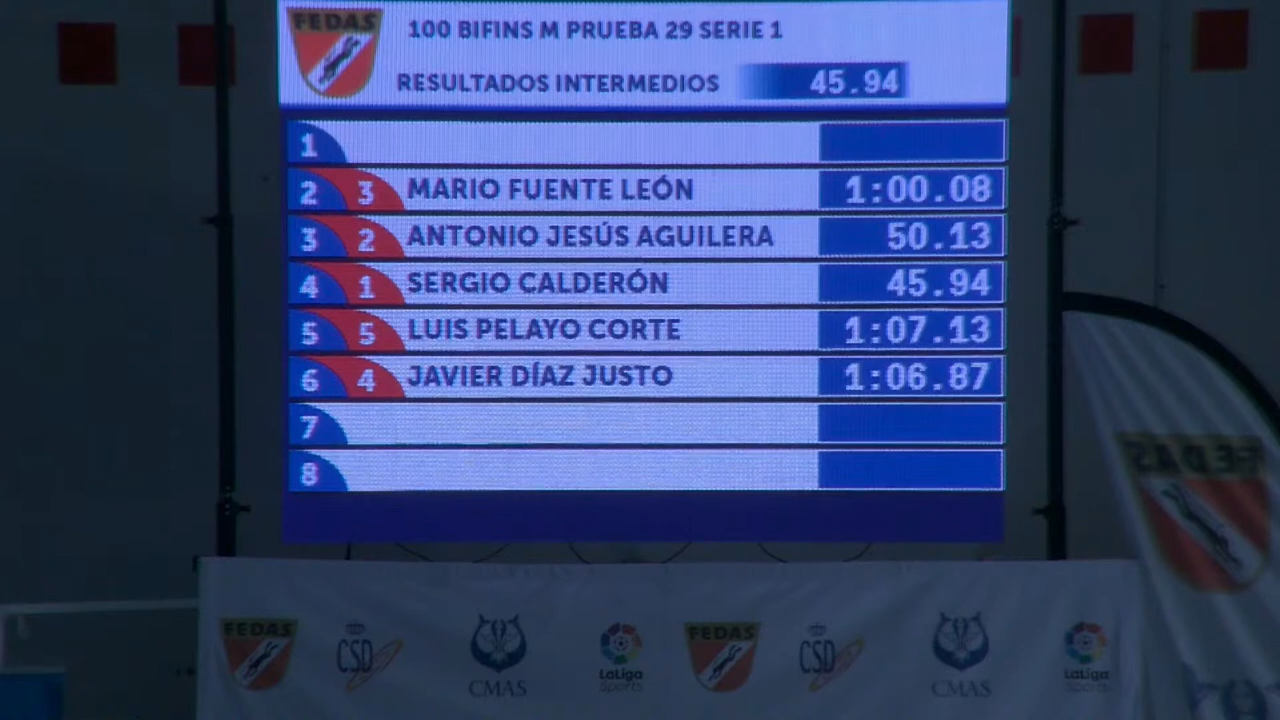 FEDAS
100 BIFINS M PRUEBA 29 SERIE 1
RESULTADOS INTERMEDIOS 45.94
1
2 3 MARIO FUENTE LEÓN 1:00.08
3 2 ANTONIO JESÚS AGUILERA 50.13
4 1 SERGIO CALDERÓN 45.94
5 5 LUIS PELAYO CORTE 1:07.13
6 4 JAVIER DÍAZ JUSTO 1:06.87
7
8
FEDAS
FEDAS CSD CMAS LaLiga Sports FEDAS CSD CMAS LaLiga Sports